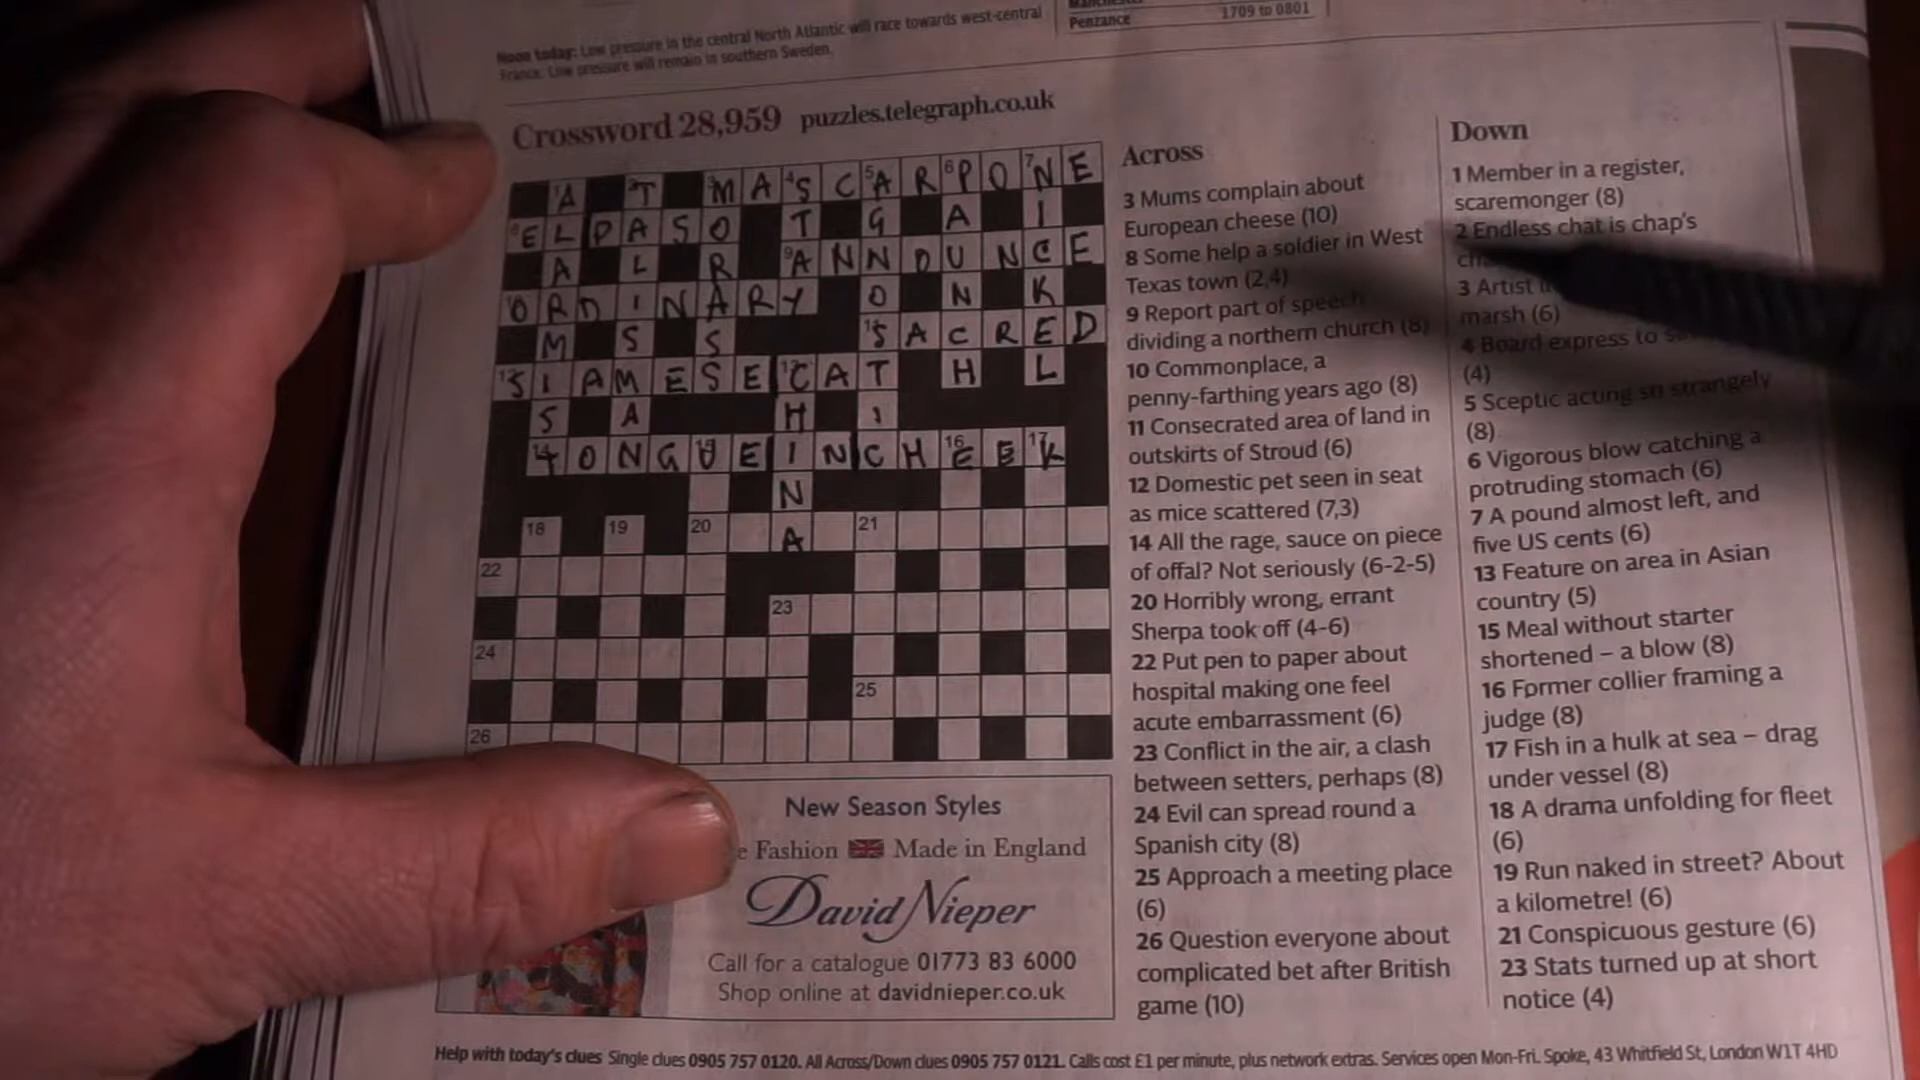 Noon today: Low pressure in the central North Atlantic will race towards west-central
France. Low pressure will remain in southern Sweden.
Penzance 1709 to 0801
Crossword 28,959 puzzles.telegraph.co.uk
MASCARPONE
EL PASO
ANNOUNCE
ORDINARY
SACRED
SIAMESE CAT
TONGUE IN CHEEK
18 19 20 21
22
23
24
25
26
Across
3 Mums complain about
European cheese (10)
8 Some help a soldier in West
Texas town (2,4)
9 Report part of speech
dividing a northern church (8)
10 Commonplace, a
penny-farthing years ago (8)
11 Consecrated area of land in
outskirts of Stroud (6)
12 Domestic pet seen in seat
as mice scattered (7,3)
14 All the rage, sauce on piece
of offal? Not seriously (6-2-5)
20 Horribly wrong, errant
Sherpa took off (4-6)
22 Put pen to paper about
hospital making one feel
acute embarrassment (6)
23 Conflict in the air, a clash
between setters, perhaps (8)
24 Evil can spread round a
Spanish city (8)
25 Approach a meeting place
(6)
26 Question everyone about
complicated bet after British
game (10)
Down
1 Member in a register,
scaremonger (8)
2 Endless chat is chap's
3 Artist
marsh (6)
4 Board express to
(4)
5 Sceptic acting so strangely
(8)
6 Vigorous blow catching a
protruding stomach (6)
7 A pound almost left, and
five US cents (6)
13 Feature on area in Asian
country (5)
15 Meal without starter
shortened – a blow (8)
16 Former collier framing a
judge (8)
17 Fish in a hulk at sea – drag
under vessel (8)
18 A drama unfolding for fleet
(6)
19 Run naked in street? About
a kilometre! (6)
21 Conspicuous gesture (6)
23 Stats turned up at short
notice (4)
New Season Styles
e Fashion Made in England
David Nieper
Call for a catalogue 01773 83 6000
Shop online at davidnieper.co.uk
Help with today's clues Single clues 0905 757 0120. All Across/Down clues 0905 757 0121. Calls cost £1 per minute, plus network extras. Services open Mon-Fri. Spoke, 43 Whitfield St, London W1T 4HD